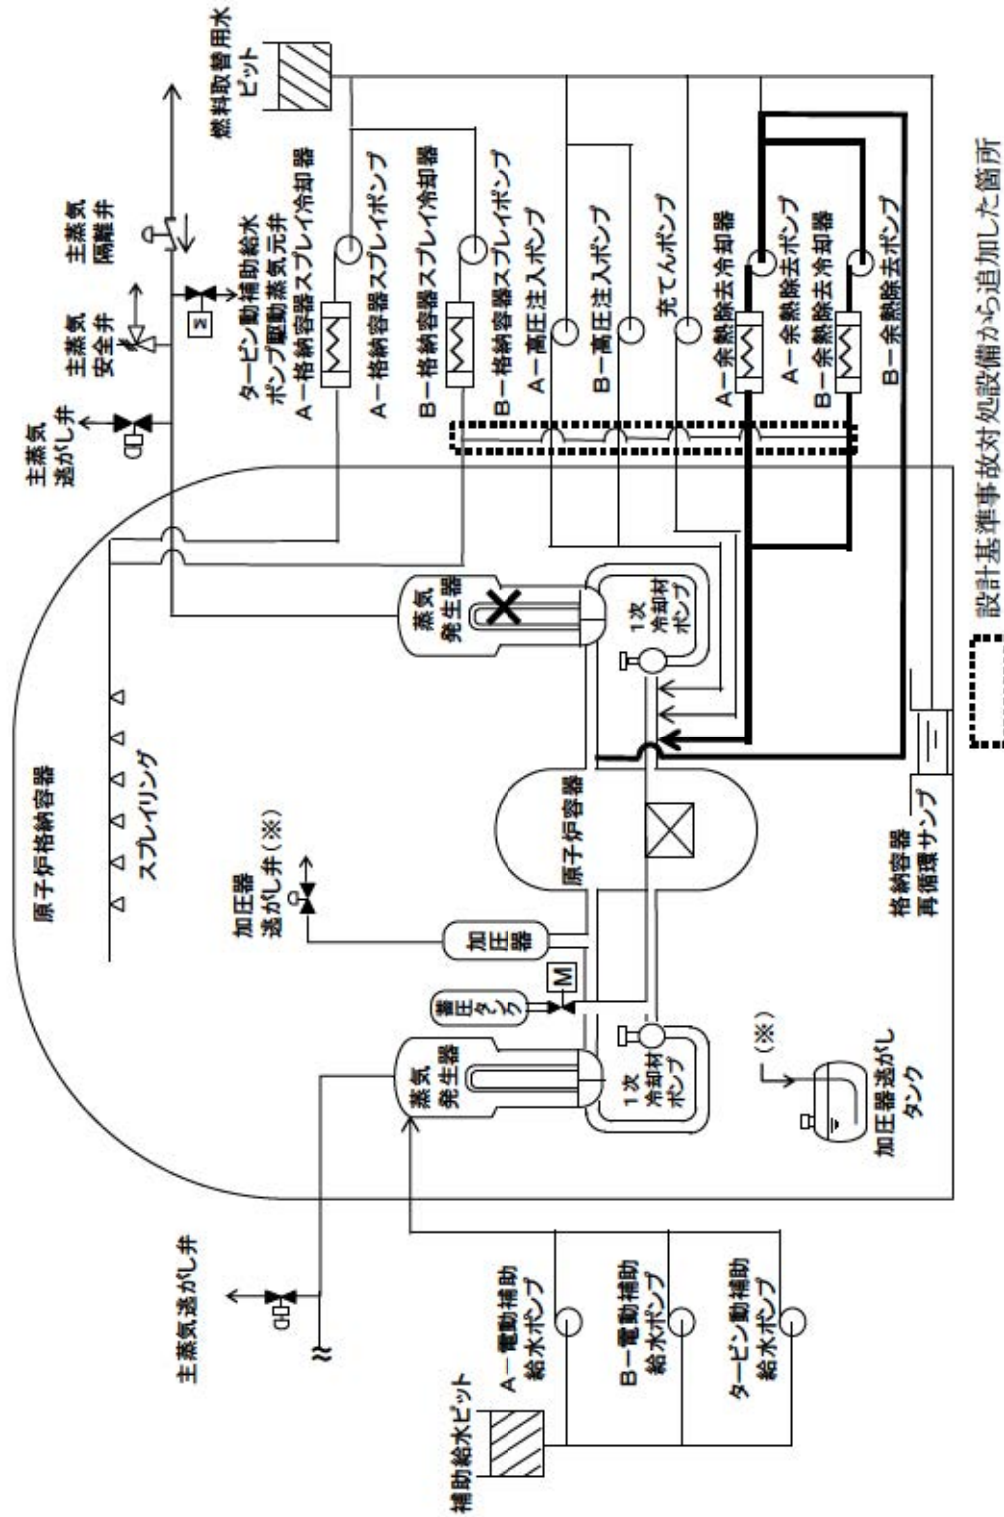 主蒸気逃がし弁
補助給水ピット
A-電動補助
給水ポンプ
B-電動補助
給水ポンプ
タービン動補助
給水ポンプ
原子炉格納容器
スプレイリング
加圧器
逃がし弁(※)
蒸気
発生器
1次
冷却材
ポンプ
蓄圧タンク
M
加圧器
原子炉容器
蒸気
発生器
1次
冷却材
ポンプ
(※)
加圧器逃がし
タンク
格納容器
再循環サンプ
主蒸気
逃がし弁
主蒸気
安全弁
主蒸気
隔離弁
M
タービン動補助給水
ポンプ駆動蒸気元弁
燃料取替用水
ピット
A-格納容器スプレイ冷却器
A-格納容器スプレイポンプ
B-格納容器スプレイ冷却器
B-格納容器スプレイポンプ
A-高圧注入ポンプ
B-高圧注入ポンプ
充てんポンプ
A-余熱除去冷却器
A-余熱除去ポンプ
B-余熱除去冷却器
B-余熱除去ポンプ
設計基準事故対処設備から追加した箇所